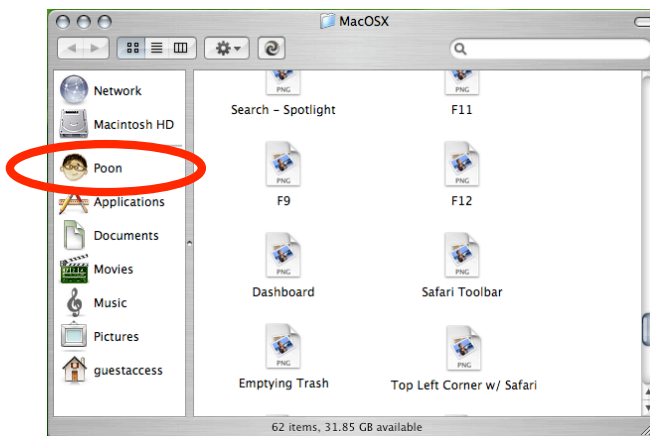 MacOSX
Network
Macintosh HD
Poon
Applications
Documents
Movies
Music
Pictures
guestaccess
PNG PNG
Search – Spotlight F11
PNG PNG
F9 F12
PNG PNG
Dashboard Safari Toolbar
PNG PNG
Emptying Trash Top Left Corner w/ Safari
62 items, 31.85 GB available